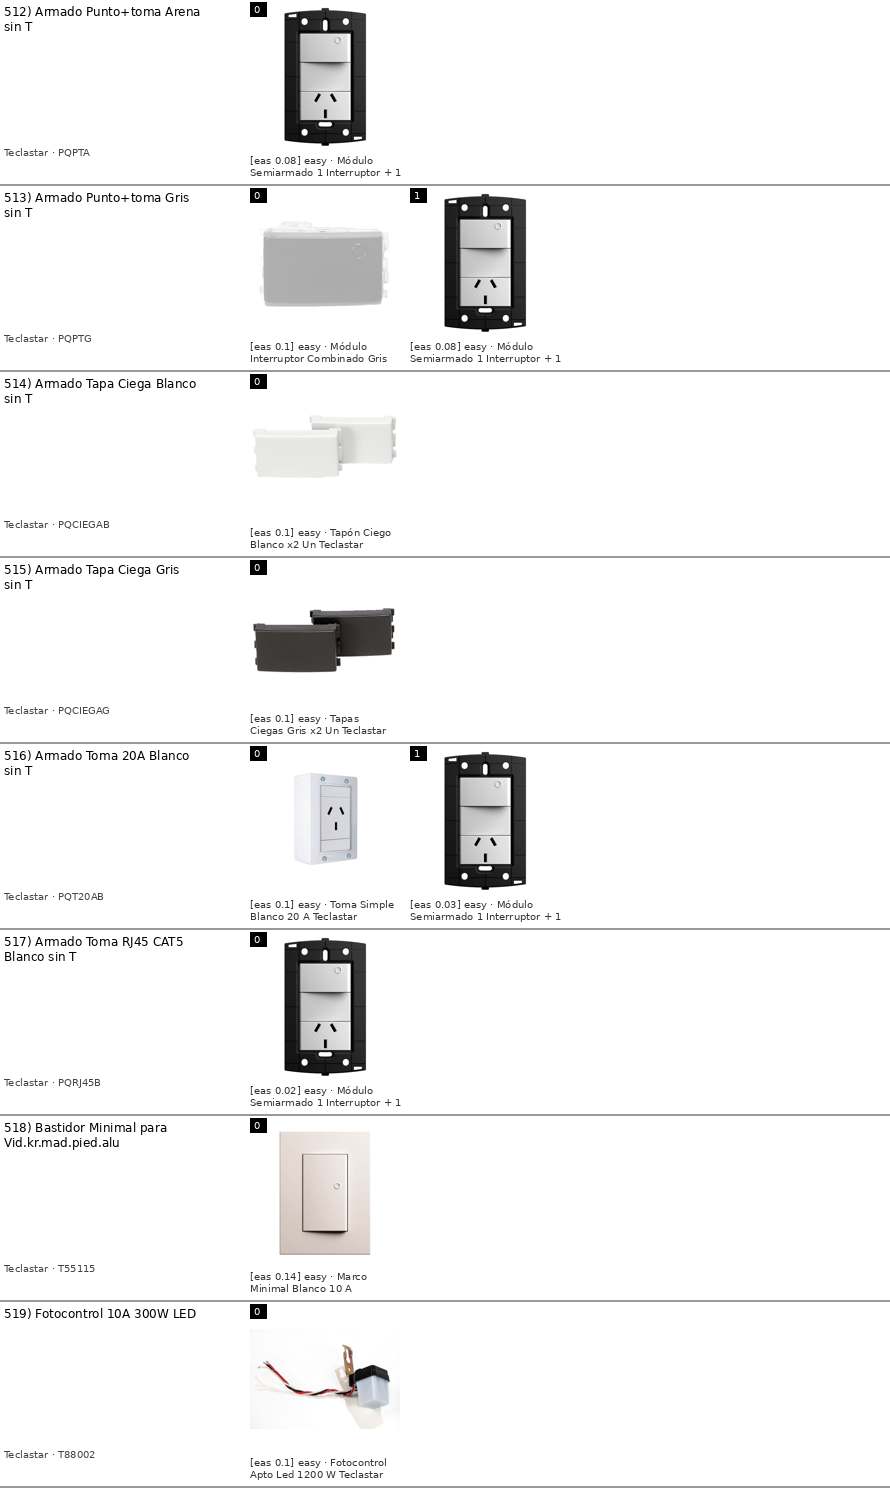 512) Armado Punto+toma Arena
sin T
0
Teclastar · PQPTA
[eas 0.08] easy · Módulo
Semiarmado 1 Interruptor + 1
513) Armado Punto+toma Gris
sin T
0
1
Teclastar · PQPTG
[eas 0.1] easy · Módulo
Interruptor Combinado Gris
[eas 0.08] easy · Módulo
Semiarmado 1 Interruptor + 1
514) Armado Tapa Ciega Blanco
sin T
0
Teclastar · PQCIEGAB
[eas 0.1] easy · Tapón Ciego
Blanco x2 Un Teclastar
515) Armado Tapa Ciega Gris
sin T
0
Teclastar · PQCIEGAG
[eas 0.1] easy · Tapas
Ciegas Gris x2 Un Teclastar
516) Armado Toma 20A Blanco
sin T
0
1
Teclastar · PQT20AB
[eas 0.1] easy · Toma Simple
Blanco 20 A Teclastar
[eas 0.03] easy · Módulo
Semiarmado 1 Interruptor + 1
517) Armado Toma RJ45 CAT5
Blanco sin T
0
Teclastar · PQRJ45B
[eas 0.02] easy · Módulo
Semiarmado 1 Interruptor + 1
518) Bastidor Minimal para
Vid.kr.mad.pied.alu
0
Teclastar · T55115
[eas 0.14] easy · Marco
Minimal Blanco 10 A
519) Fotocontrol 10A 300W LED
0
Teclastar · T88002
[eas 0.1] easy · Fotocontrol
Apto Led 1200 W Teclastar